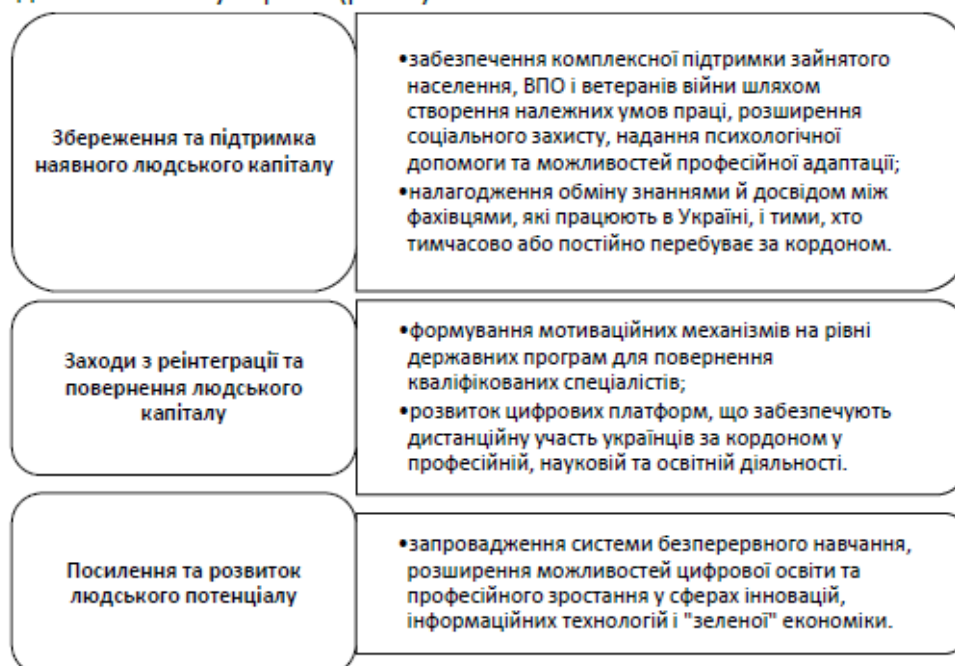 Збереження та підтримка
наявного людського капіталу
•забезпечення комплексної підтримки зайнятого
населення, ВПО і ветеранів війни шляхом
створення належних умов праці, розширення
соціального захисту, надання психологічної
допомоги та можливостей професійної адаптації;
•налагодження обміну знаннями й досвідом між
фахівцями, які працюють в Україні, і тими, хто
тимчасово або постійно перебуває за кордоном.
Заходи з реінтеграції та
повернення людського
капіталу
•формування мотиваційних механізмів на рівні
державних програм для повернення
кваліфікованих спеціалістів;
•розвиток цифрових платформ, що забезпечують
дистанційну участь українців за кордоном у
професійній, науковій та освітній діяльності.
Посилення та розвиток
людського потенціалу
•запровадження системи безперервного навчання,
розширення можливостей цифрової освіти та
професійного зростання у сферах інновацій,
інформаційних технологій і "зеленої" економіки.